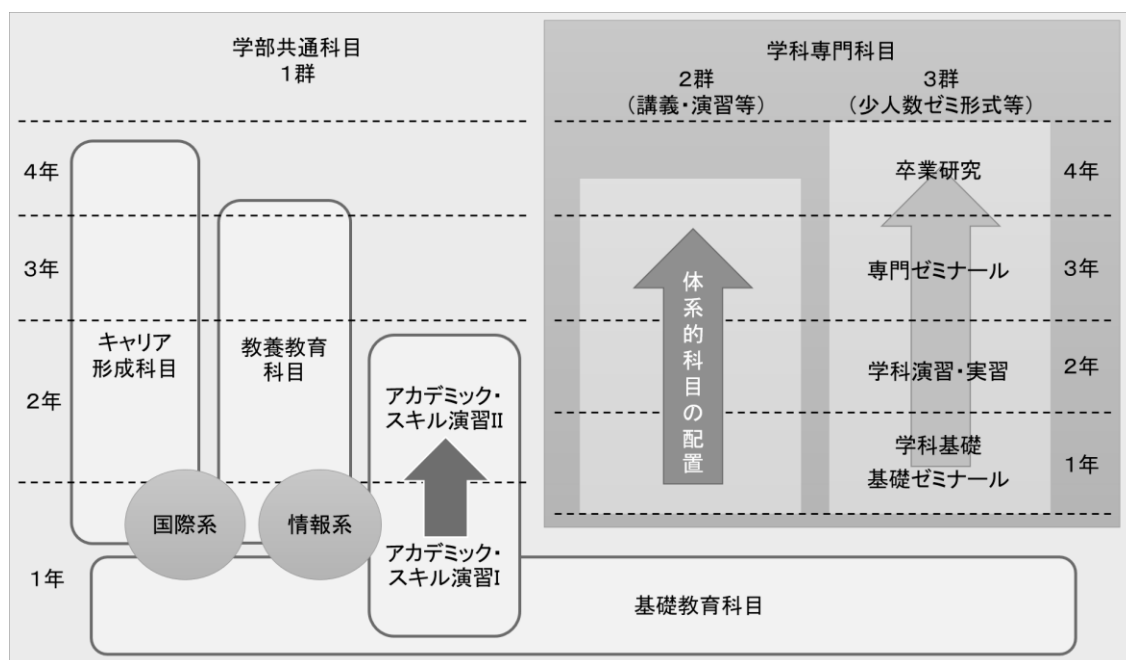 学部共通科目
1群
4年
3年
2年
1年
キャリア
形成科目
教養教育
科目
アカデミック・
スキル演習II
アカデミック・
スキル演習I
国際系
情報系
基礎教育科目
学科専門科目
2群
(講義・演習等)
3群
(少人数ゼミ形式等)
体系的科目の配置
卒業研究
専門ゼミナール
学科演習・実習
学科基礎
基礎ゼミナール
4年
3年
2年
1年